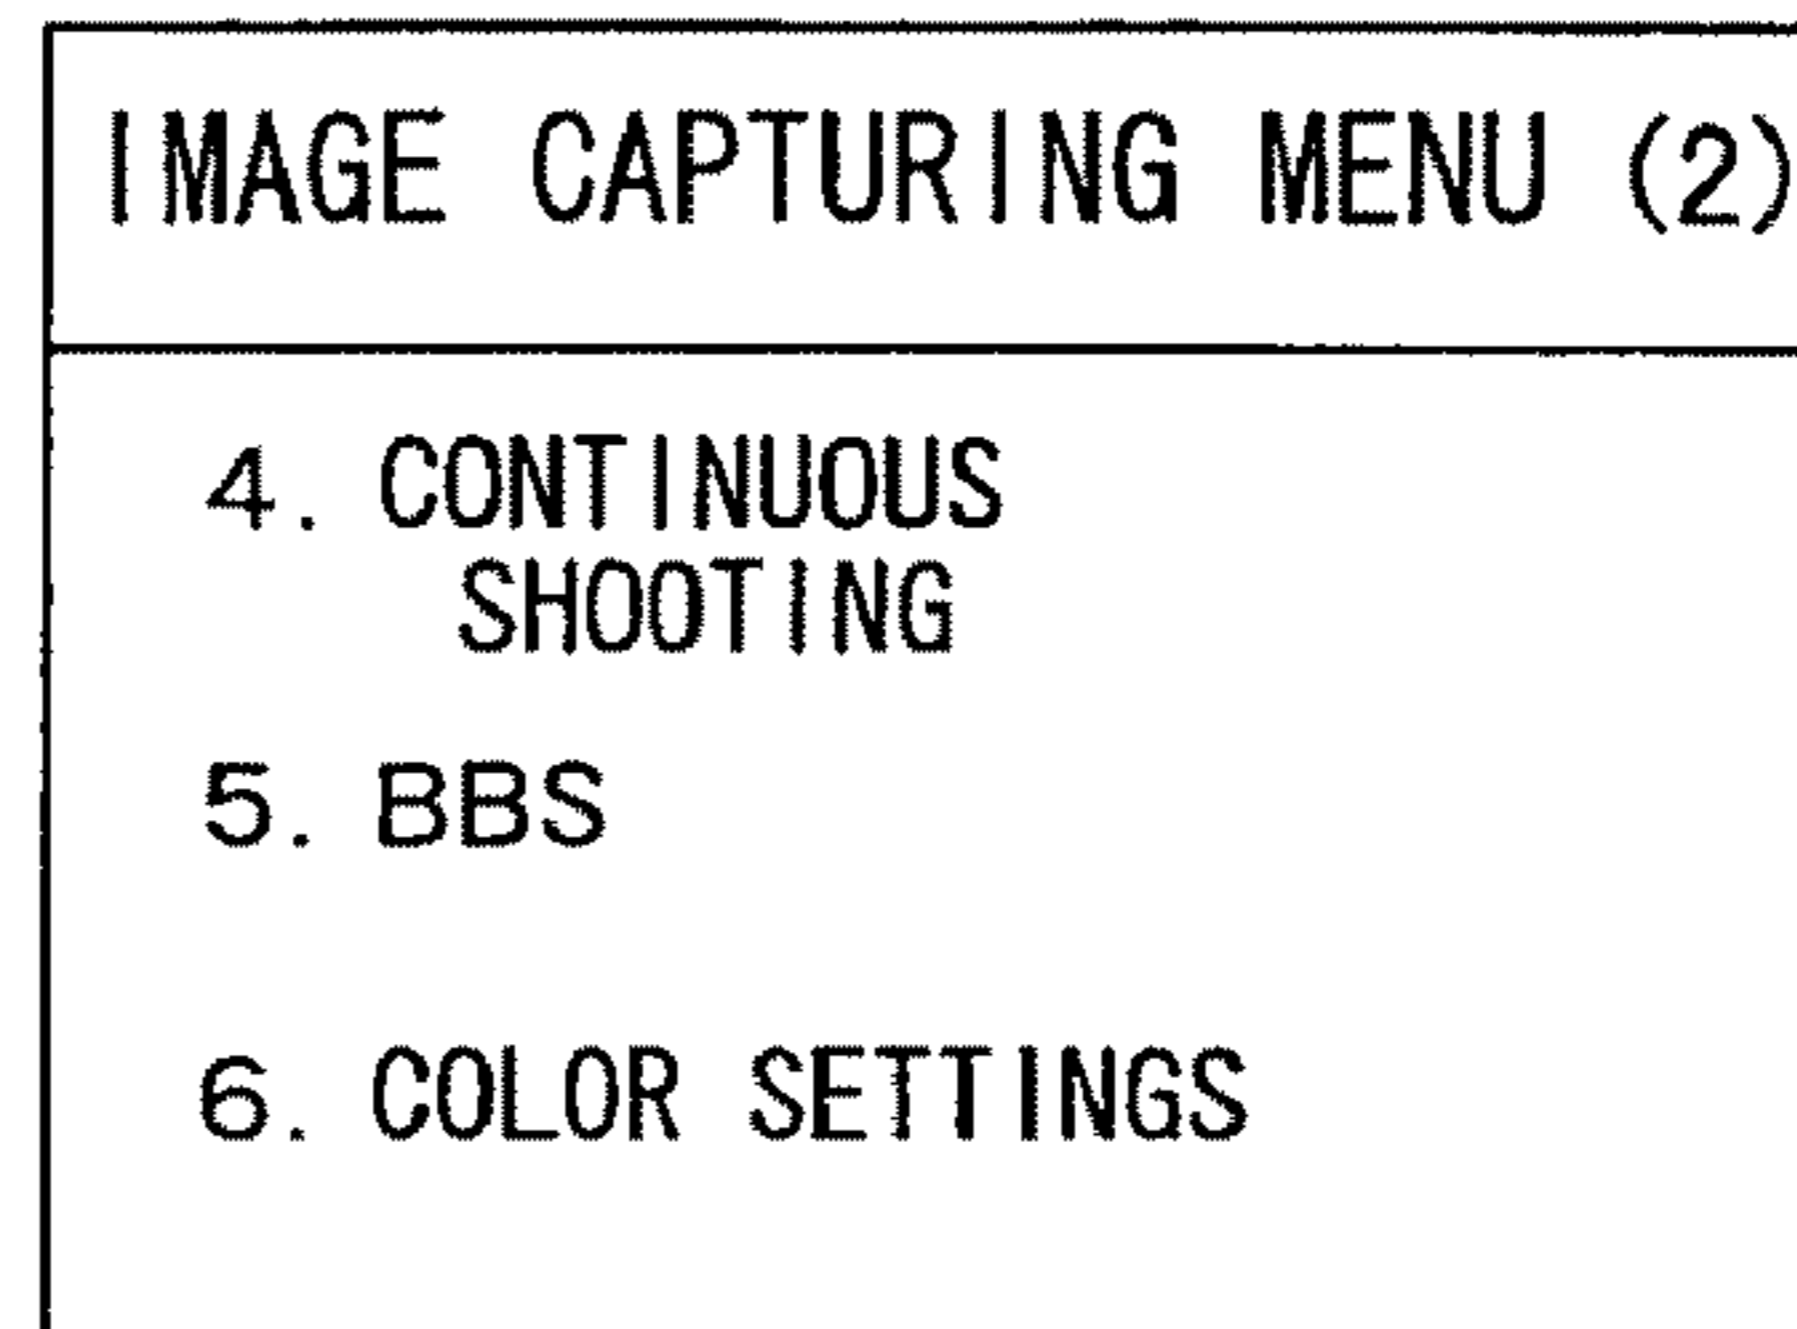 IMAGE CAPTURING MENU (2)
4. CONTINUOUS
SHOOTING
5. BBS
6. COLOR SETTINGS